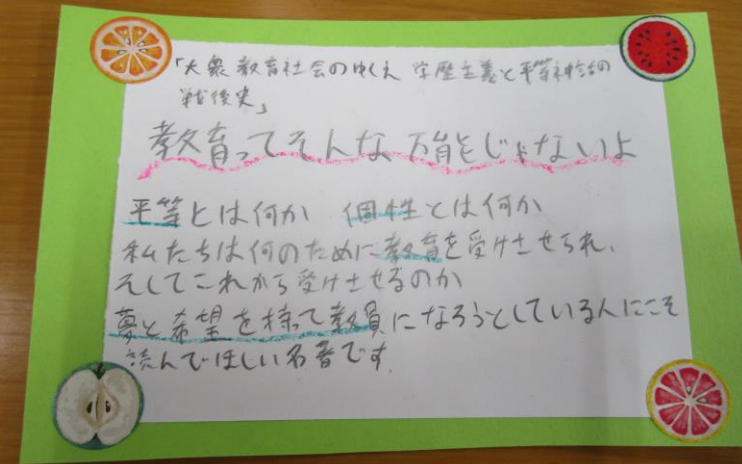 「大衆教育社会のゆくえ 学歴主義と平等神話の
戦後史」
教育ってそんな万能じゃないよ
平等とは何か 個性とは何か
私たちは何のために教育を受けさせられ、
そしてこれから受けさせるのか
夢と希望を持って教員になろうとしている人にこそ
読んでほしい名著です.